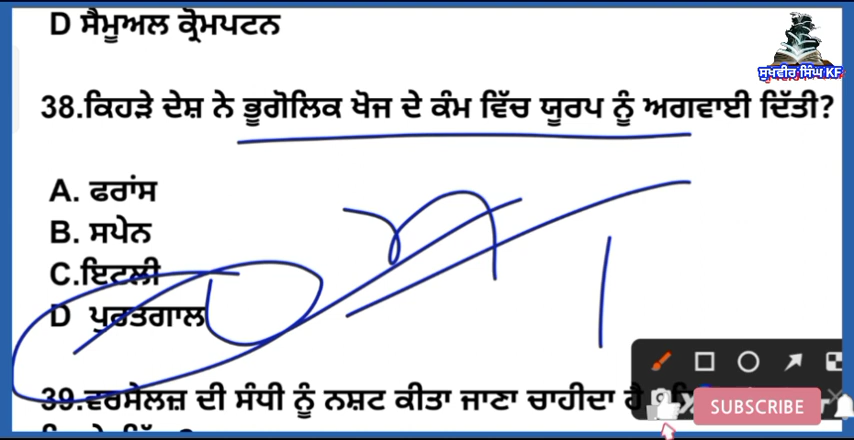 D ਸੈਮੂਅਲ ਕ੍ਰੋਮਪਟਨ
ਸੁਖਵੀਰ ਸਿੰਘ KF
38.ਕਿਹੜੇ ਦੇਸ਼ ਨੇ ਭੂਗੋਲਿਕ ਖੋਜ ਦੇ ਕੰਮ ਵਿੱਚ ਯੂਰਪ ਨੂੰ ਅਗਵਾਈ ਦਿੱਤੀ?
A. ਫਰਾਂਸ
B. ਸਪੇਨ
C.ਇਟਲੀ
D ਪੁਰਤਗਾਲ
39.ਵਰਸੇਲਜ਼ ਦੀ ਸੰਧੀ ਨੂੰ ਨਸ਼ਟ ਕੀਤਾ ਜਾਣਾ ਚਾਹੀਦਾ ਹੈ
SUBSCRIBE